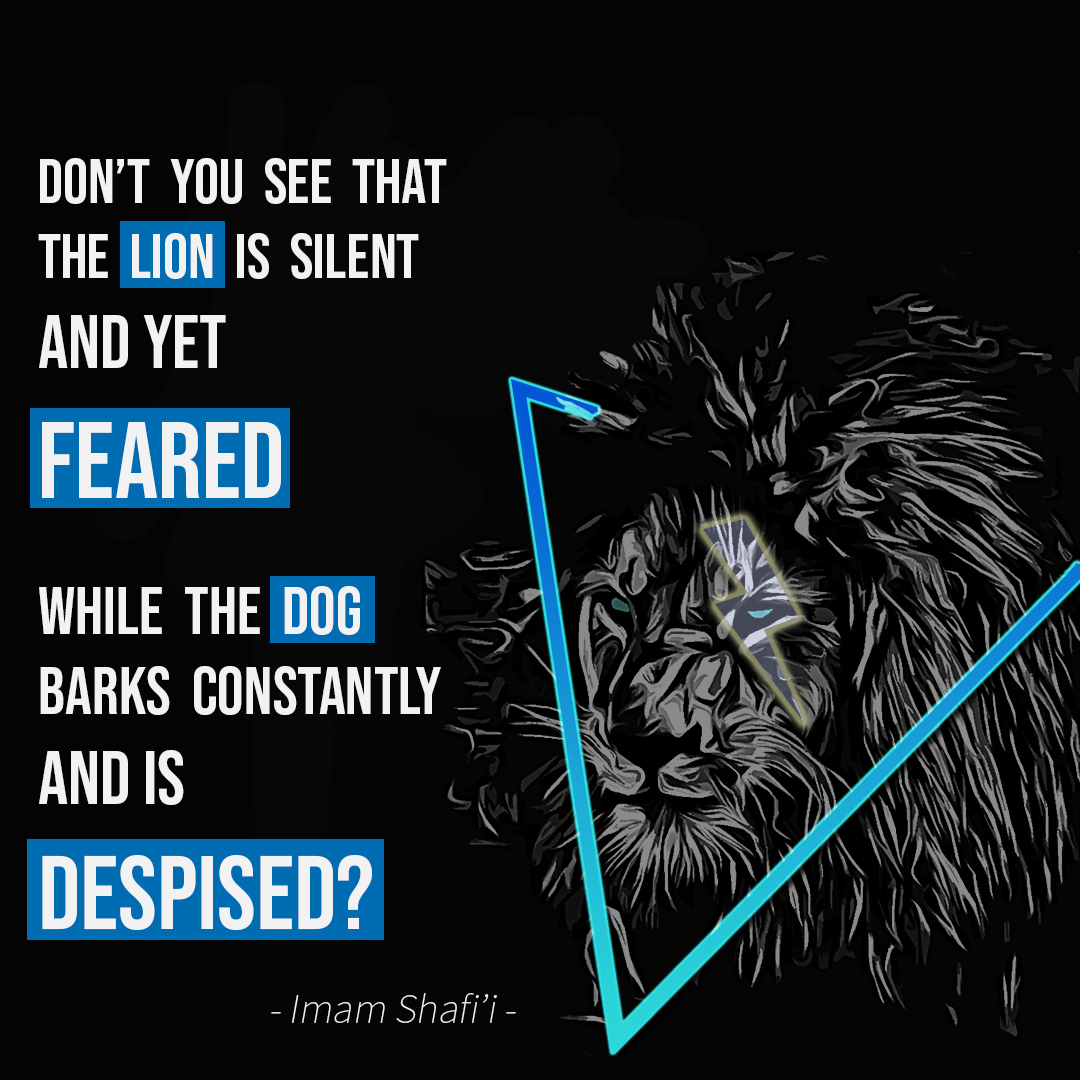 DON'T YOU SEE THAT
THE LION IS SILENT
AND YET
FEARED
WHILE THE DOG
BARKS CONSTANTLY
AND IS
DESPISED?
- Imam Shafi'i -